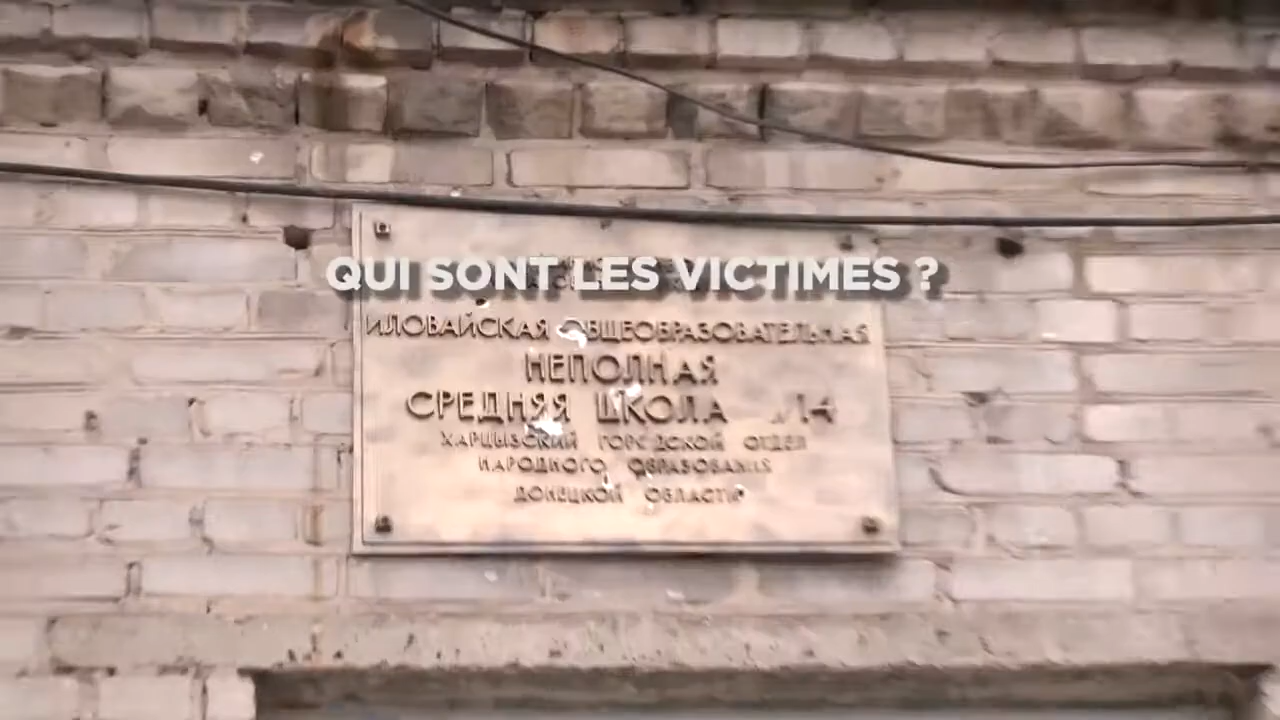 QUI SONT LES VICTIMES ?
ИЛОВАЙСКАЯ ОБЩЕОБРАЗОВАТЕЛЬНАЯ
НЕПОЛНАЯ
СРЕДНЯЯ ШКОЛА 14
ХАРЦЫЗСКИЙ ГОРОДСКОЙ ОТДЕЛ
НАРОДНОГО ОБРАЗОВАНИЯ
ДОНЕЦКОЙ ОБЛАСТИ